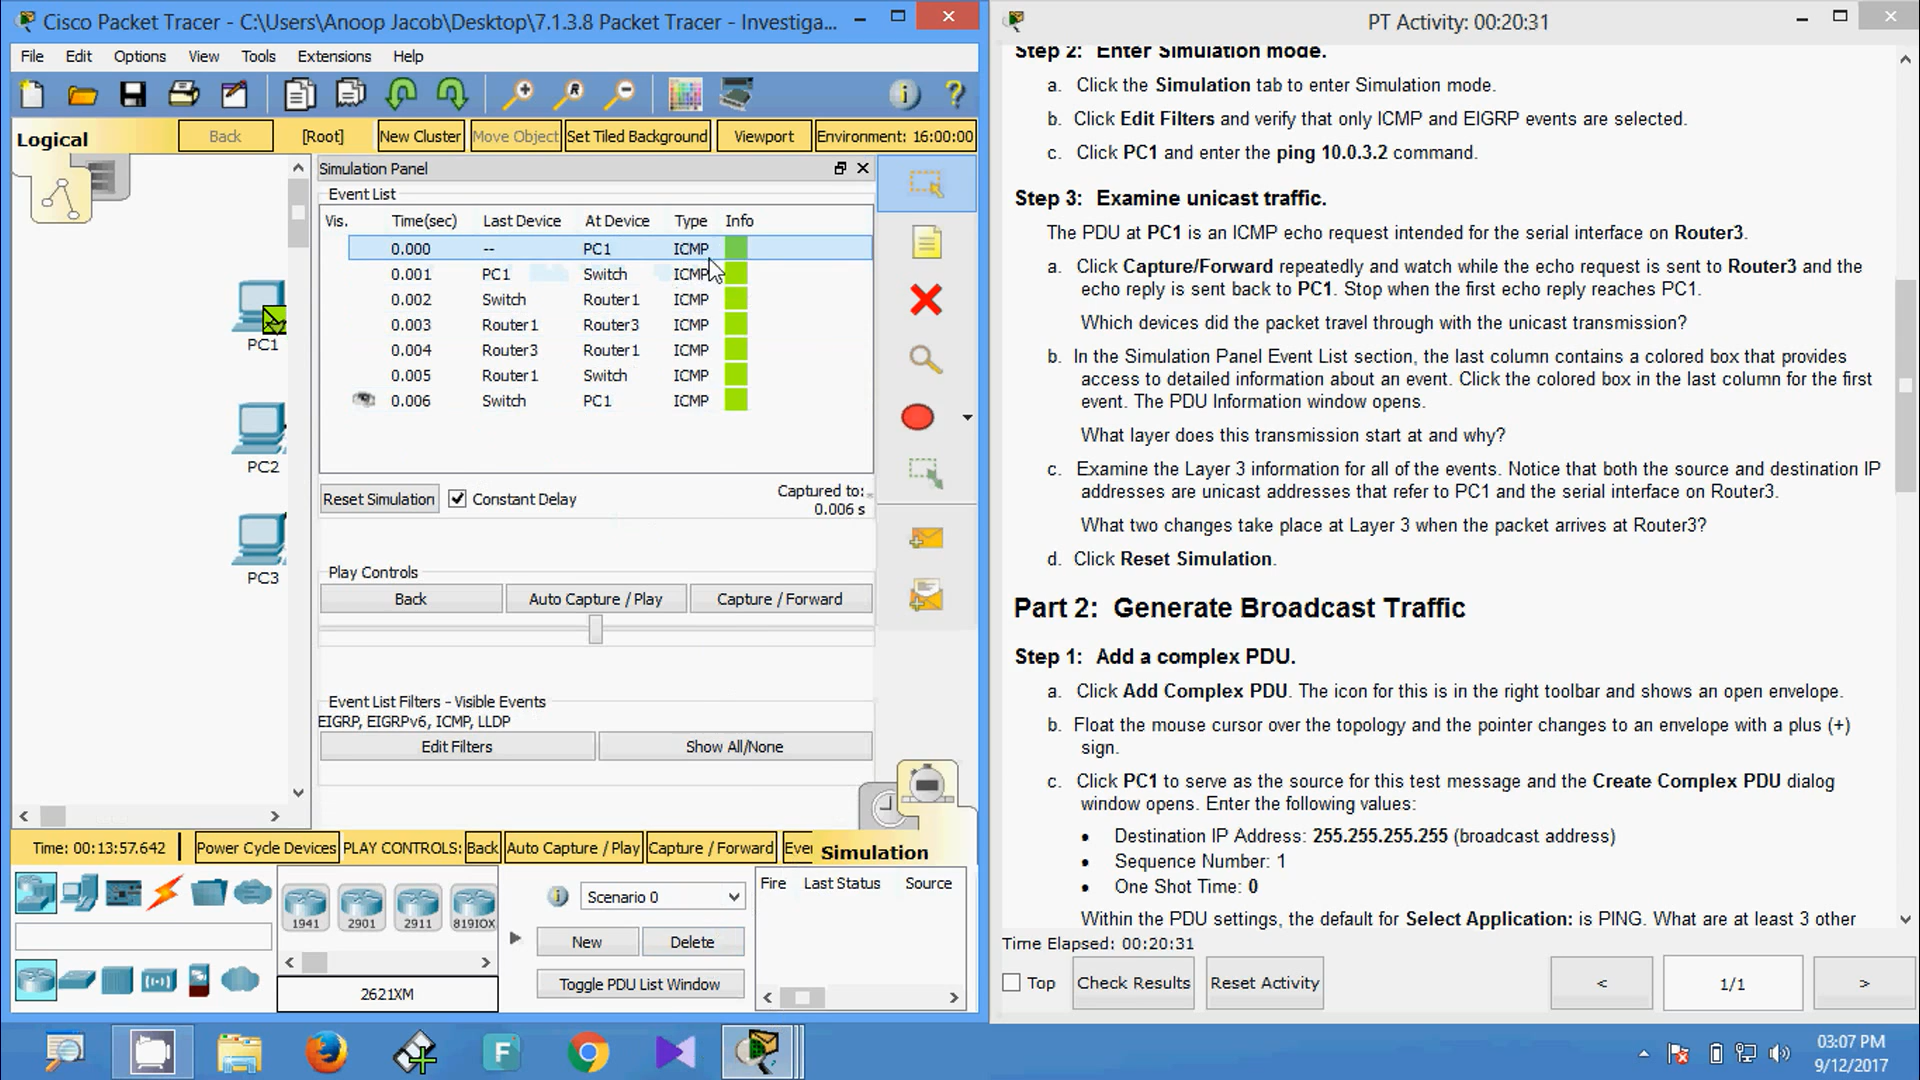 Cisco Packet Tracer - C:\Users\Anoop Jacob\Desktop\7.1.3.8 Packet Tracer - Investiga...
File Edit Options View Tools Extensions Help
Logical Back [Root] New Cluster Move Object Set Tiled Background Viewport Environment: 16:00:00
PC1
PC2
PC3
Simulation Panel
Event List
Vis. Time(sec) Last Device At Device Type Info
0.000 -- PC1 ICMP
0.001 PC1 Switch ICMP
0.002 Switch Router1 ICMP
0.003 Router1 Router3 ICMP
0.004 Router3 Router1 ICMP
0.005 Router1 Switch ICMP
0.006 Switch PC1 ICMP
Reset Simulation Constant Delay Captured to:
0.006 s
Play Controls
Back Auto Capture / Play Capture / Forward
Event List Filters - Visible Events
EIGRP, EIGRPv6, ICMP, LLDP
Edit Filters Show All/None
Time: 00:13:57.642 Power Cycle Devices PLAY CONTROLS: Back Auto Capture / Play Capture / Forward Eve Simulation
1941 2901 2911 819IOX
2621XM
Scenario 0
New Delete
Toggle PDU List Window
Fire Last Status Source
PT Activity: 00:20:31
Step 2: Enter Simulation mode.
a. Click the Simulation tab to enter Simulation mode.
b. Click Edit Filters and verify that only ICMP and EIGRP events are selected.
c. Click PC1 and enter the ping 10.0.3.2 command.
Step 3: Examine unicast traffic.
The PDU at PC1 is an ICMP echo request intended for the serial interface on Router3.
a. Click Capture/Forward repeatedly and watch while the echo request is sent to Router3 and the
echo reply is sent back to PC1. Stop when the first echo reply reaches PC1.
Which devices did the packet travel through with the unicast transmission?
b. In the Simulation Panel Event List section, the last column contains a colored box that provides
access to detailed information about an event. Click the colored box in the last column for the first
event. The PDU Information window opens.
What layer does this transmission start at and why?
c. Examine the Layer 3 information for all of the events. Notice that both the source and destination IP
addresses are unicast addresses that refer to PC1 and the serial interface on Router3.
What two changes take place at Layer 3 when the packet arrives at Router3?
d. Click Reset Simulation.
Part 2: Generate Broadcast Traffic
Step 1: Add a complex PDU.
a. Click Add Complex PDU. The icon for this is in the right toolbar and shows an open envelope.
b. Float the mouse cursor over the topology and the pointer changes to an envelope with a plus (+)
sign.
c. Click PC1 to serve as the source for this test message and the Create Complex PDU dialog
window opens. Enter the following values:
• Destination IP Address: 255.255.255.255 (broadcast address)
• Sequence Number: 1
• One Shot Time: 0
Within the PDU settings, the default for Select Application: is PING. What are at least 3 other
Time Elapsed: 00:20:31
Top Check Results Reset Activity < 1/1 >
03:07 PM
9/12/2017